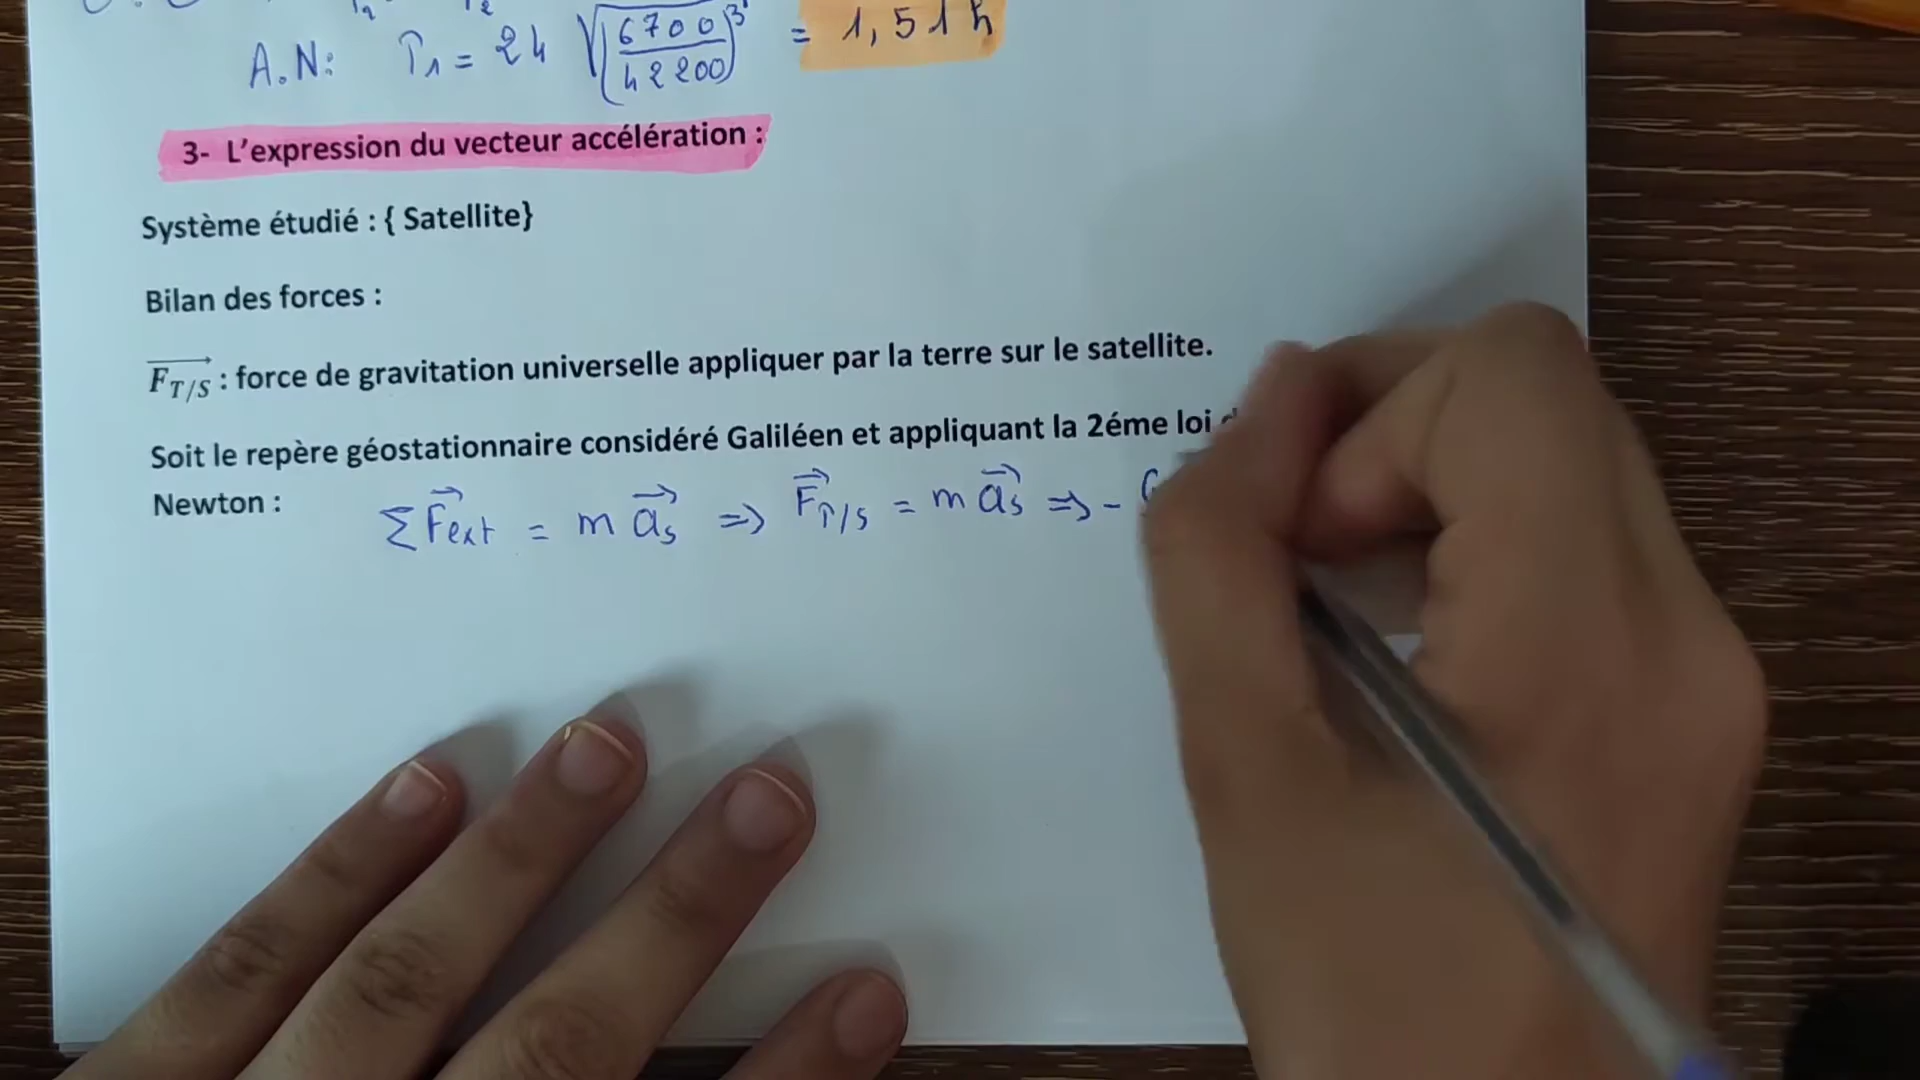 A.N: T₁ = 24 √(6700/42200)³ = 1,51 h
3- L'expression du vecteur accélération :
Système étudié : { Satellite}
Bilan des forces :
F_T/S : force de gravitation universelle appliquer par la terre sur le satellite.
Soit le repère géostationnaire considéré Galiléen et appliquant la 2éme loi
Newton : ΣF⃗ext = m a⃗s ⇒ F⃗T/S = m a⃗s ⇒ -